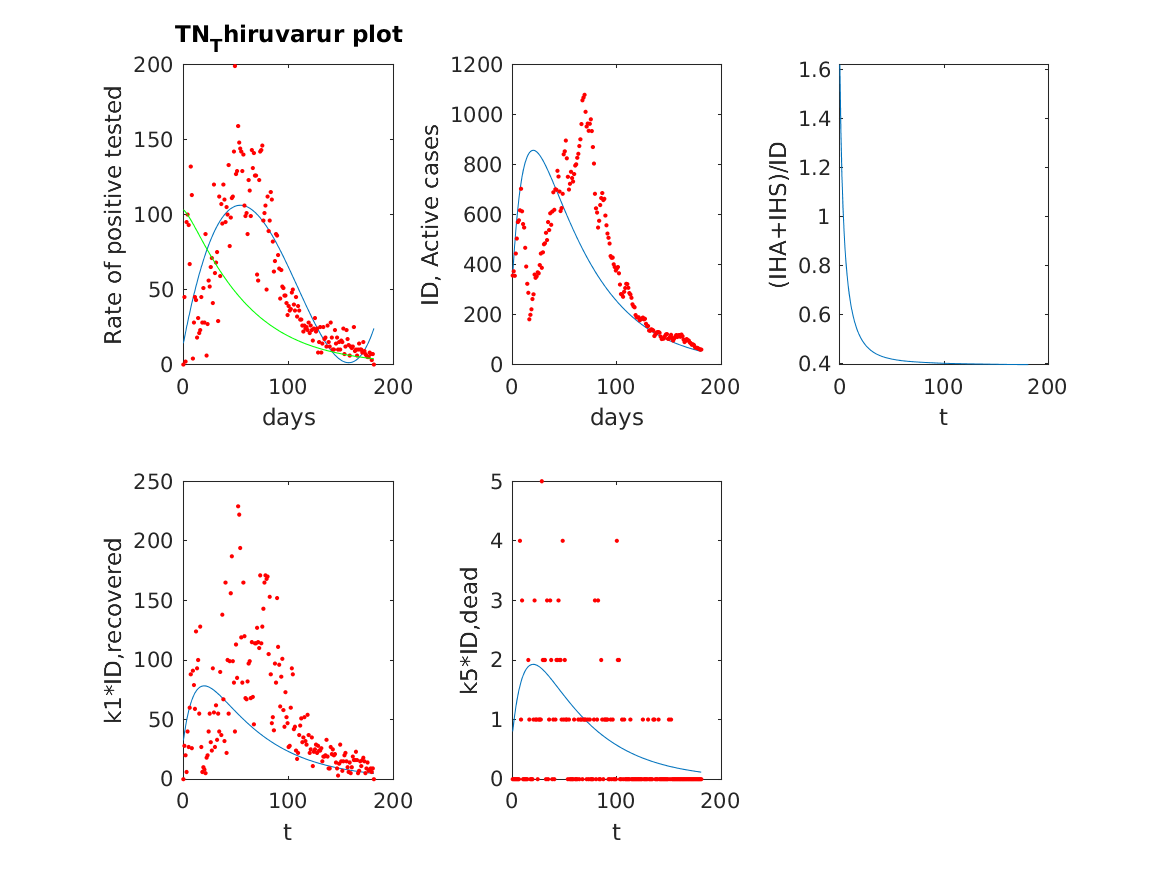 TN_Thiruvarur plot
200
150
100
50
0
0 100 200
Rate of positive tested
days
1200
1000
800
600
400
200
0
0 100 200
ID, Active cases
days
1.6
1.4
1.2
1
0.8
0.6
0.4
0 100 200
(IHA+IHS)/ID
t
250
200
150
100
50
0
0 100 200
k1*ID,recovered
t
5
4
3
2
1
0
0 100 200
k5*ID,dead
t